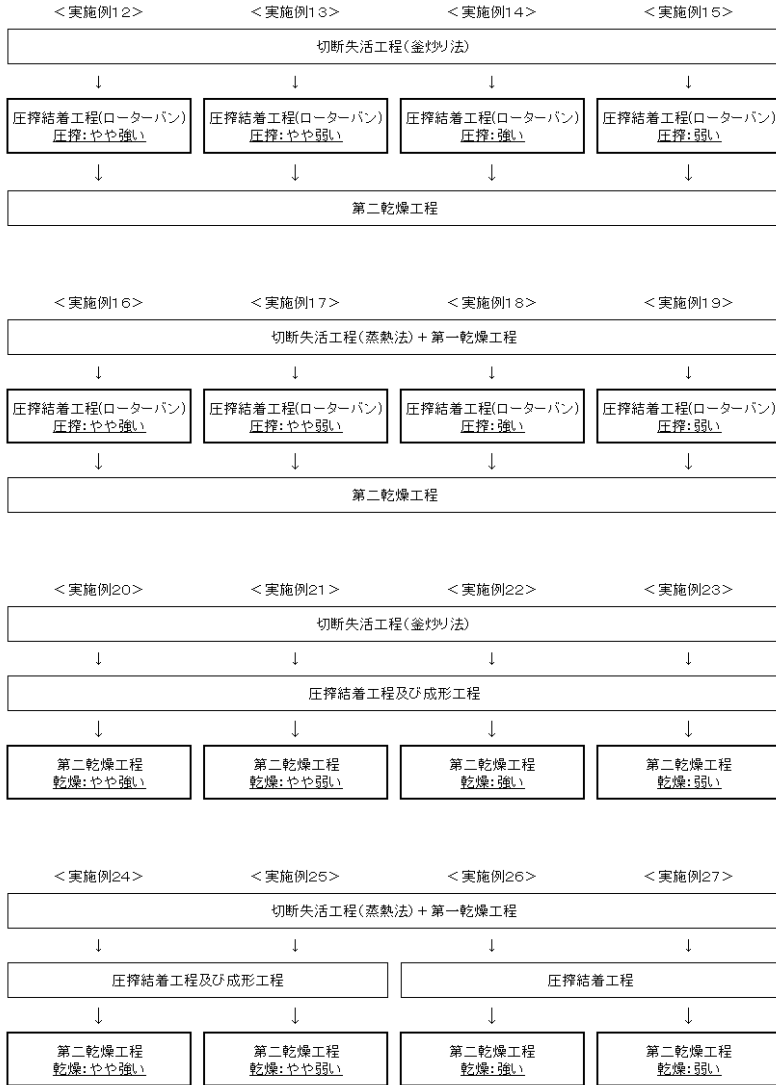 ＜実施例12＞ ＜実施例13＞ ＜実施例14＞ ＜実施例15＞
切断失活工程(釜炒り法)
↓ ↓ ↓ ↓
圧搾結着工程(ローターバン) 圧搾結着工程(ローターバン) 圧搾結着工程(ローターバン) 圧搾結着工程(ローターバン)
圧搾：やや強い 圧搾：やや弱い 圧搾：強い 圧搾：弱い
↓ ↓ ↓ ↓
第二乾燥工程
＜実施例16＞ ＜実施例17＞ ＜実施例18＞ ＜実施例19＞
切断失活工程(蒸熱法)＋第一乾燥工程
↓ ↓ ↓ ↓
圧搾結着工程(ローターバン) 圧搾結着工程(ローターバン) 圧搾結着工程(ローターバン) 圧搾結着工程(ローターバン)
圧搾：やや強い 圧搾：やや弱い 圧搾：強い 圧搾：弱い
↓ ↓ ↓ ↓
第二乾燥工程
＜実施例20＞ ＜実施例21＞ ＜実施例22＞ ＜実施例23＞
切断失活工程(釜炒り法)
↓ ↓ ↓ ↓
圧搾結着工程及び成形工程
↓ ↓ ↓ ↓
第二乾燥工程 第二乾燥工程 第二乾燥工程 第二乾燥工程
乾燥：やや強い 乾燥：やや弱い 乾燥：強い 乾燥：弱い
＜実施例24＞ ＜実施例25＞ ＜実施例26＞ ＜実施例27＞
切断失活工程(蒸熱法)＋第一乾燥工程
↓ ↓ ↓ ↓
圧搾結着工程及び成形工程 圧搾結着工程
↓ ↓ ↓ ↓
第二乾燥工程 第二乾燥工程 第二乾燥工程 第二乾燥工程
乾燥：やや強い 乾燥：やや弱い 乾燥：強い 乾燥：弱い